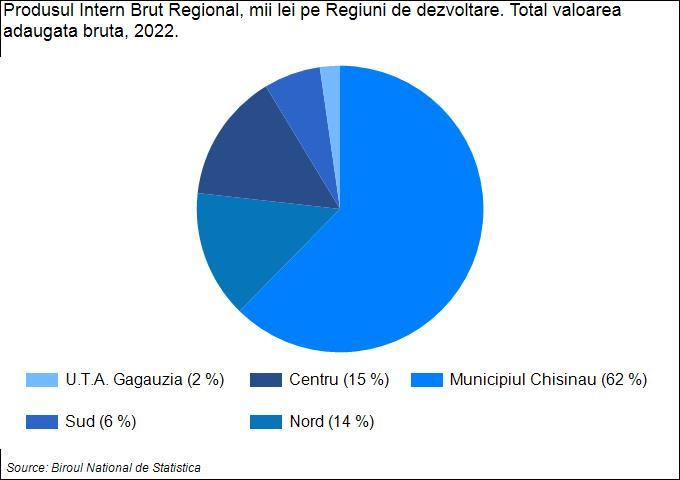 Produsul Intern Brut Regional, mii lei pe Regiuni de dezvoltare. Total valoarea
adaugata bruta, 2022.
U.T.A. Gagauzia (2 %)
Centru (15 %)
Municipiul Chisinau (62 %)
Sud (6 %)
Nord (14 %)
Source: Biroul National de Statistica